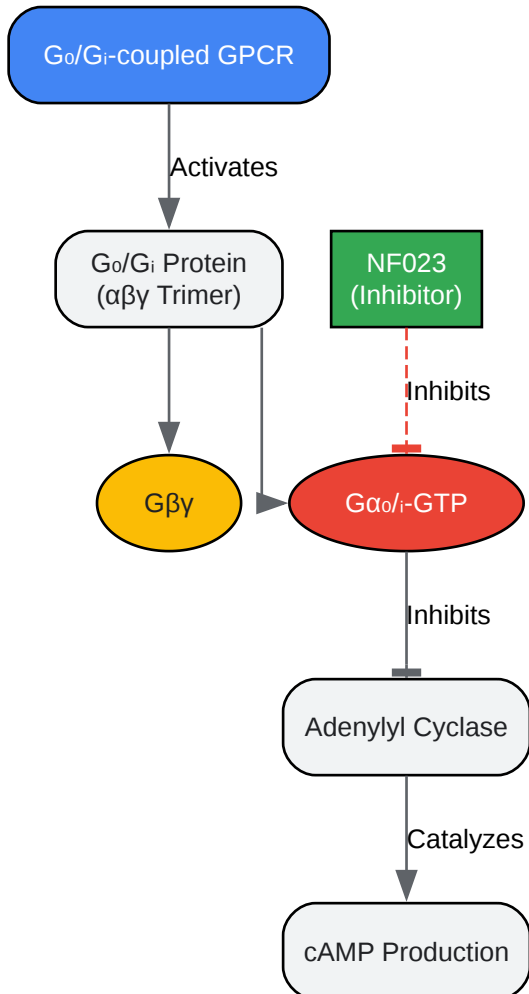 G₀/Gᵢ-coupled GPCR
Activates
G₀/Gᵢ Protein
(αβγ Trimer)
NF023
(Inhibitor)
Inhibits
Gβγ
Gα₀/ᵢ-GTP
Inhibits
Adenylyl Cyclase
Catalyzes
cAMP Production